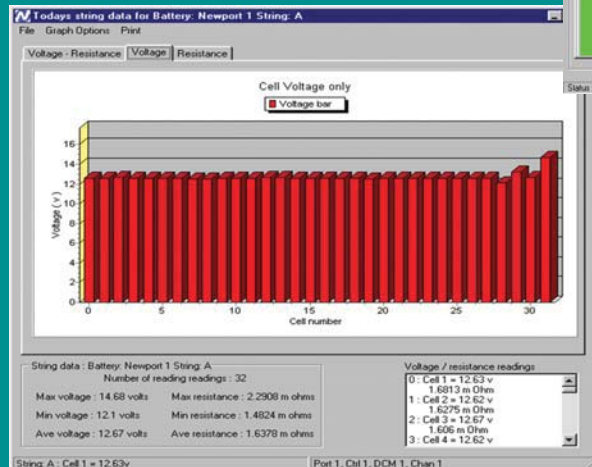 Todays string data for Battery: Newport 1 String: A
File Graph Options Print
Voltage - Resistance Voltage Resistance
Status
Cell Voltage only
Voltage bar
Voltage ( v )
16
14
12
10
8
6
4
2
0
0 5 10 15 20 25 30
Cell number
String data : Battery: Newport 1 String: A
Number of reading readings : 32
Max voltage : 14.68 volts Max resistance : 2.2908 m ohms
Min voltage : 12.1 volts Min resistance : 1.4824 m ohms
Ave voltage : 12.67 volts Ave resistance : 1.6378 m ohms
Voltage / resistance readings
0 : Cell 1 = 12.63 v
1.6813 m Ohm
1 : Cell 2 = 12.62 v
1.6275 m Ohm
2 : Cell 3 = 12.67 v
1.606 m Ohm
3 : Cell 4 = 12.62 v
String: A : Cell 1 = 12.63v Port 1, Ctrl 1, DCM 1, Chan 1